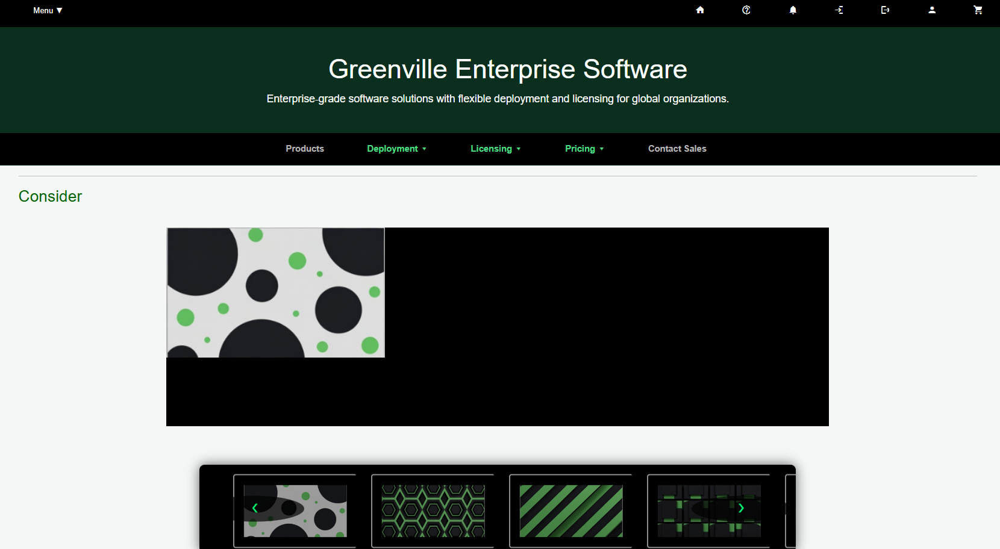 Menu ▼
Greenville Enterprise Software
Enterprise-grade software solutions with flexible deployment and licensing for global organizations.
Products Deployment ▾ Licensing ▾ Pricing ▾ Contact Sales
Consider